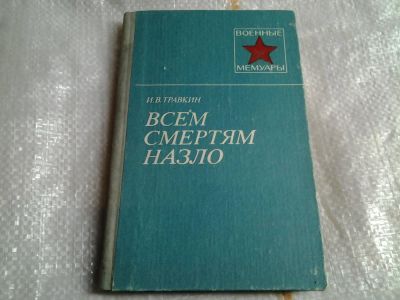 ВОЕННЫЕ
МЕМУАРЫ
И.В.ТРАВКИН
ВСЕМ
СМЕРТЯМ
НАЗЛО